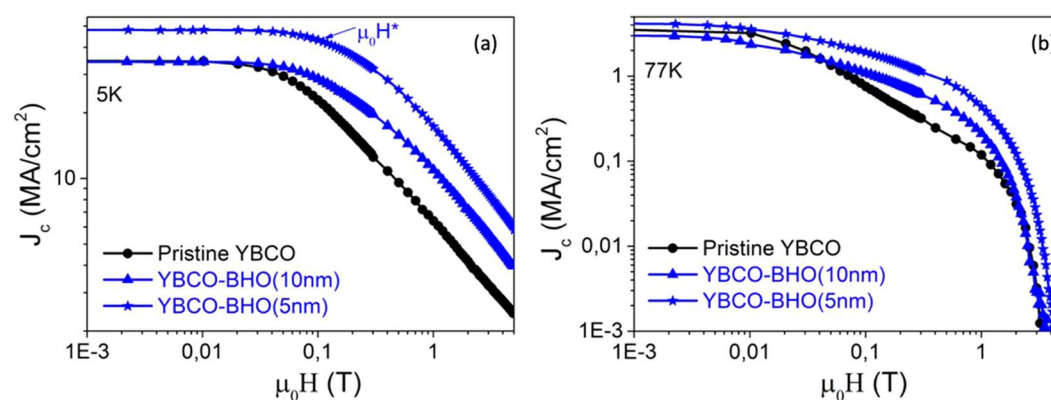 (a)
μ₀H*
5K
10
J_c (MA/cm²)
Pristine YBCO
YBCO-BHO(10nm)
YBCO-BHO(5nm)
1E-3
0,01
0,1
1
μ₀H (T)
(b)
77K
1
0,1
0,01
1E-3
J_c (MA/cm²)
Pristine YBCO
YBCO-BHO(10nm)
YBCO-BHO(5nm)
1E-3
0,01
0,1
1
μ₀H (T)